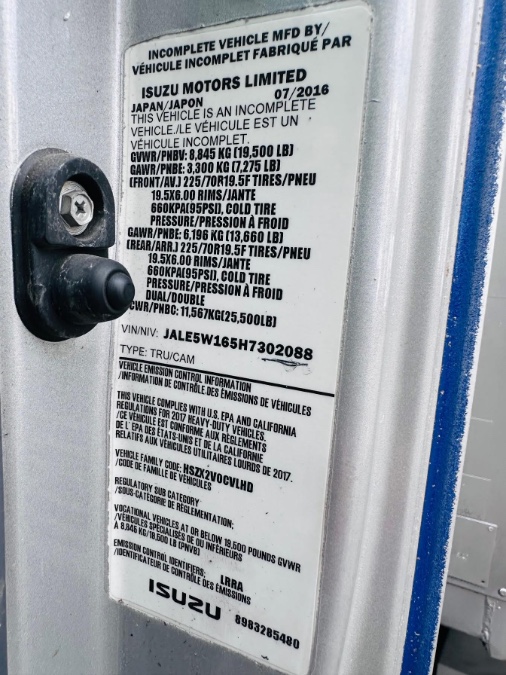 INCOMPLETE VEHICLE MFD BY/
VÉHICULE INCOMPLET FABRIQUÉ PAR
ISUZU MOTORS LIMITED
JAPAN/JAPON 07/2016
THIS VEHICLE IS AN INCOMPLETE
VEHICLE./LE VÉHICULE EST UN
VÉHICULE INCOMPLET.
GVWR/PNBV: 8,845 KG (19,500 LB)
GAWR/PNBE: 3,300 KG (7,275 LB)
(FRONT/AV.) 225/70R19.5F TIRES/PNEU
19.5X6.00 RIMS/JANTE
660KPA(95PSI), COLD TIRE
PRESSURE/PRESSION À FROID
GAWR/PNBE: 6,196 KG (13,660 LB)
(REAR/ARR.) 225/70R19.5F TIRES/PNEU
19.5X6.00 RIMS/JANTE
660KPA(95PSI), COLD TIRE
PRESSURE/PRESSION À FROID
DUAL/DOUBLE
CWR/PNBC: 11,567KG(25,500LB)
VIN/NIV: JALE5W165H7302088
TYPE: TRU/CAM
VEHICLE EMISSION CONTROL INFORMATION
/INFORMATION DE CONTRÔLE DES ÉMISSIONS DE VÉHICULES
THIS VEHICLE COMPLIES WITH U.S. EPA AND CALIFORNIA
REGULATIONS FOR 2017 HEAVY-DUTY VEHICLES.
/CE VÉHICULE EST CONFORME AUX RÈGLEMENTS
DE L' EPA DES ÉTATS-UNIS ET DE LA CALIFORNIE
RELATIFS AUX VÉHICULES UTILITAIRES LOURDS DE 2017.
VEHICLE FAMILY CODE: HSZX2VOCVLHD
/CODE DE FAMILLE DE VÉHICULES
REGULATORY SUB CATEGORY
/SOUS-CATÉGORIE DE RÉGLEMENTATION:
VOCATIONAL VEHICLES AT OR BELOW 19,500 POUNDS GVWR
/VÉHICULES SPÉCIALISÉS DE OU INFÉRIEURS
À 8,845 KG/19,500 LB (PNBV)
EMISSION CONTROL IDENTIFIERS: LRRA
/IDENTIFICATEUR DE CONTRÔLE DES ÉMISSIONS
ISUZU 8983285480